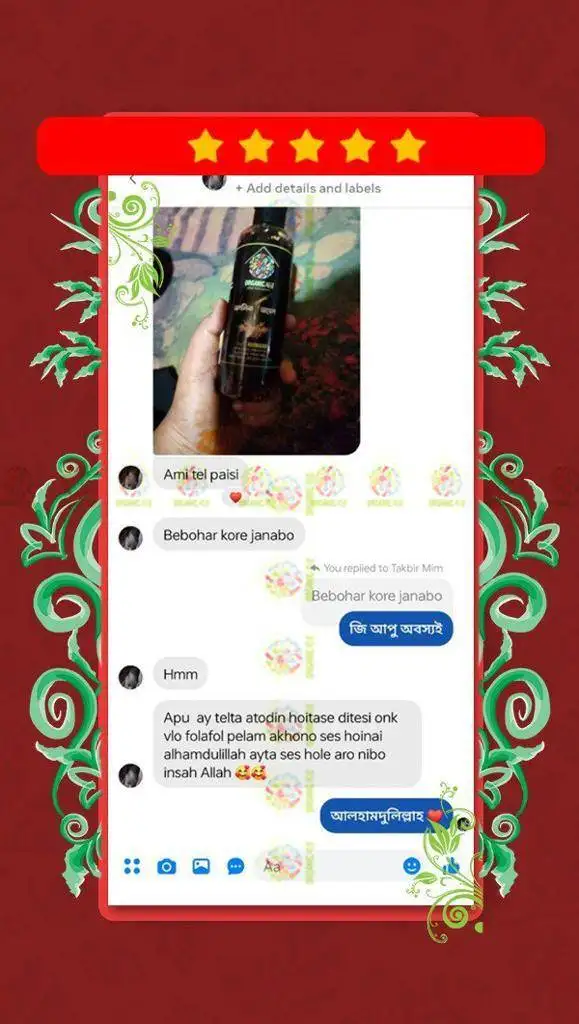 + Add details and labels
ORGANIC
Ami tel paisi
Bebohar kore janabo
You replied to Takbir Mim
Bebohar kore janabo
জি আপু অবস্যই
Hmm
Apu ay telta atodin hoitase ditesi onk
vlo folafol pelam akhono ses hoinai
alhamdulillah ayta ses hole aro nibo
insah Allah 🥰🥰
আলহামদুলিল্লাহ ❤️
Aa